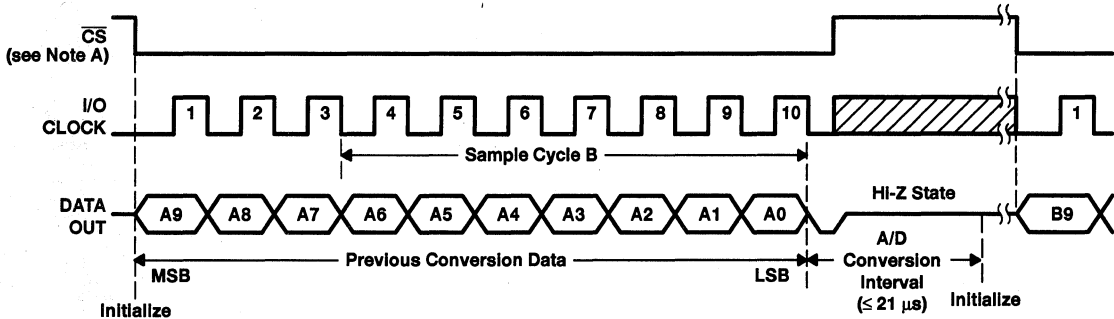 CS
(see Note A)
I/O
CLOCK
1 2 3 4 5 6 7 8 9 10 1
Sample Cycle B
DATA
OUT
A9 A8 A7 A6 A5 A4 A3 A2 A1 A0 B9
Hi-Z State
Previous Conversion Data
MSB LSB
A/D
Conversion
Interval
(≤ 21 μs)
Initialize
Initialize